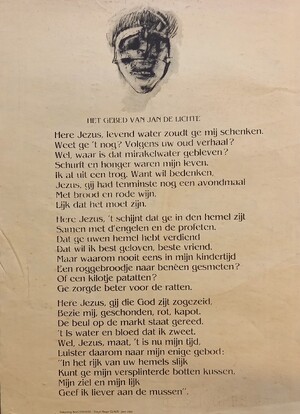 HET GEBED VAN JAN DE LICHTE
Here Jezus, levend water zoudt ge mij schenken.
Weet ge 't nog? Volgens uw oud verhaal?
Wel, waar is dat mirakelwater gebleven?
Schurft en honger waren mijn leven,
ik at uit een trog. Want wil bedenken,
Jezus, gij had tenminste nog een avondmaal
Met brood en rode wijn,
Lijk dat het moet zijn.
Here Jezus, 't schijnt dat ge in den hemel zijt
Samen met d'engelen en de profeten.
Dat ge uwen hemel hebt verdiend
Dat wil ik best geloven, beste vriend.
Maar waarom nooit eens in mijn kindertijd
Een roggebroodje naar benêen gesmeten?
Of een kilotje patatten?
Ge zorgde beter voor de ratten.
Here Jezus, gij die God zijt zogezeid,
Bezie mij, geschonden, rot, kapot.
De beul op de markt staat gereed.
't Is water en bloed dat ik zweet.
Wel, Jezus, maat, 't is nu mijn tijd.
Luister daarom naar mijn enige gebod:
"In het rijk van uw hemels slijk
Kunt ge mijn versplinterde botten kussen,
Mijn ziel en mijn lijk
Geef ik liever aan de mussen".